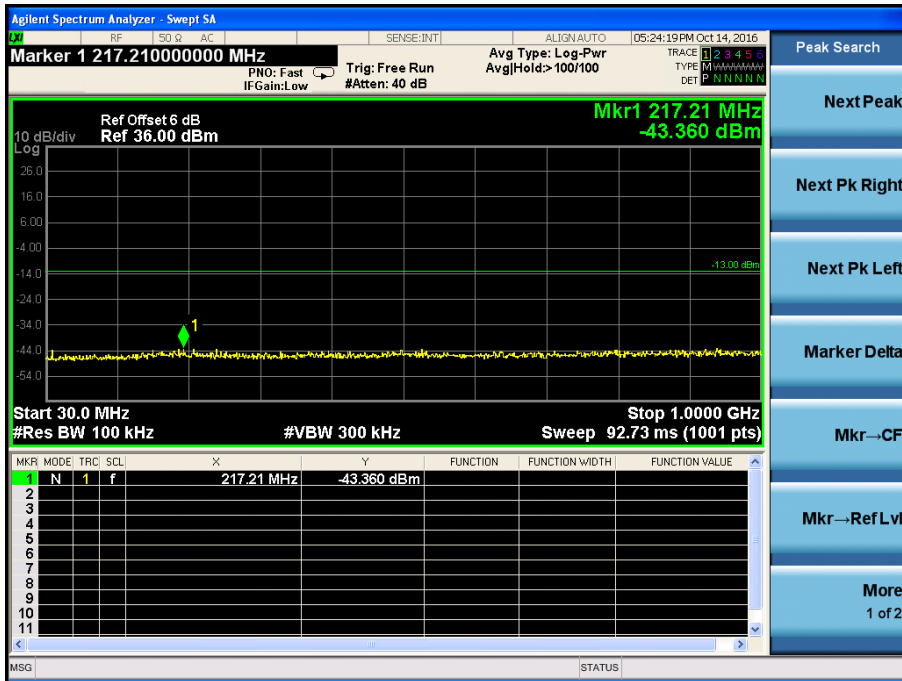 Agilent Spectrum Analyzer - Swept SA
LXI RF 50 Ω AC SENSE:INT ALIGN AUTO 05:24:19 PM Oct 14, 2016
Marker 1 217.210000000 MHz
PNO: Fast
IFGain:Low
Trig: Free Run
#Atten: 40 dB
Avg Type: Log-Pwr
Avg|Hold:>100/100
TRACE 1 2 3 4 5 6
TYPE M
DET P N N N N N
Peak Search
Next Peak
Next Pk Right
Next Pk Left
Marker Delta
Mkr→CF
Mkr→Ref Lvl
More
1 of 2
Mkr1 217.21 MHz
-43.360 dBm
Ref Offset 6 dB
10 dB/div Ref 36.00 dBm
Log
26.0
16.0
6.00
-4.00
-13.00 dBm
-14.0
-24.0
-34.0
1
-44.0
-54.0
Start 30.0 MHz Stop 1.0000 GHz
#Res BW 100 kHz #VBW 300 kHz Sweep 92.73 ms (1001 pts)
MKR MODE TRC SCL X Y FUNCTION FUNCTION WIDTH FUNCTION VALUE
1 N 1 f 217.21 MHz -43.360 dBm
2
3
4
5
6
7
8
9
10
11
MSG STATUS